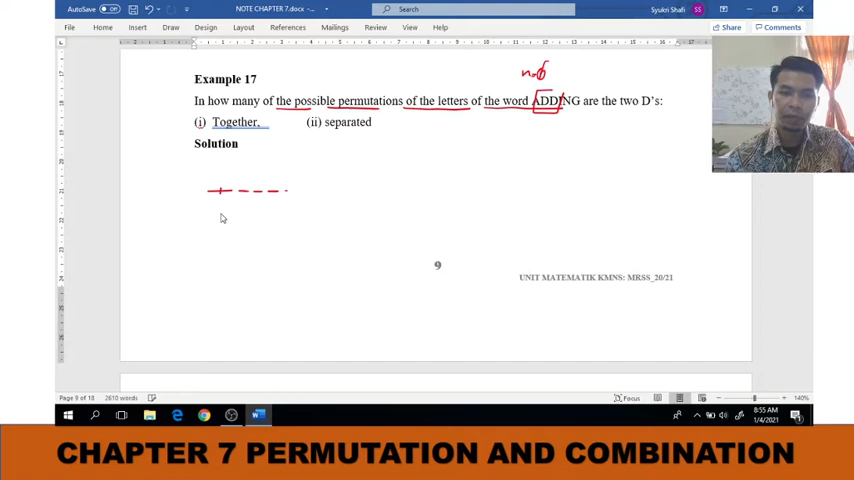 AutoSave Off NOTE CHAPTER 7.docx Search Syukri Shafi SS
File Home Insert Draw Design Layout References Mailings Review View Help Share Comments
Example 17
In how many of the possible permutations of the letters of the word ADDING are the two D's:
(i) Together, (ii) separated
Solution
9
UNIT MATEMATIK KMNS: MRSS_20/21
Page 9 of 18 2610 words Focus 140%
8:55 AM
1/4/2021
CHAPTER 7 PERMUTATION AND COMBINATION